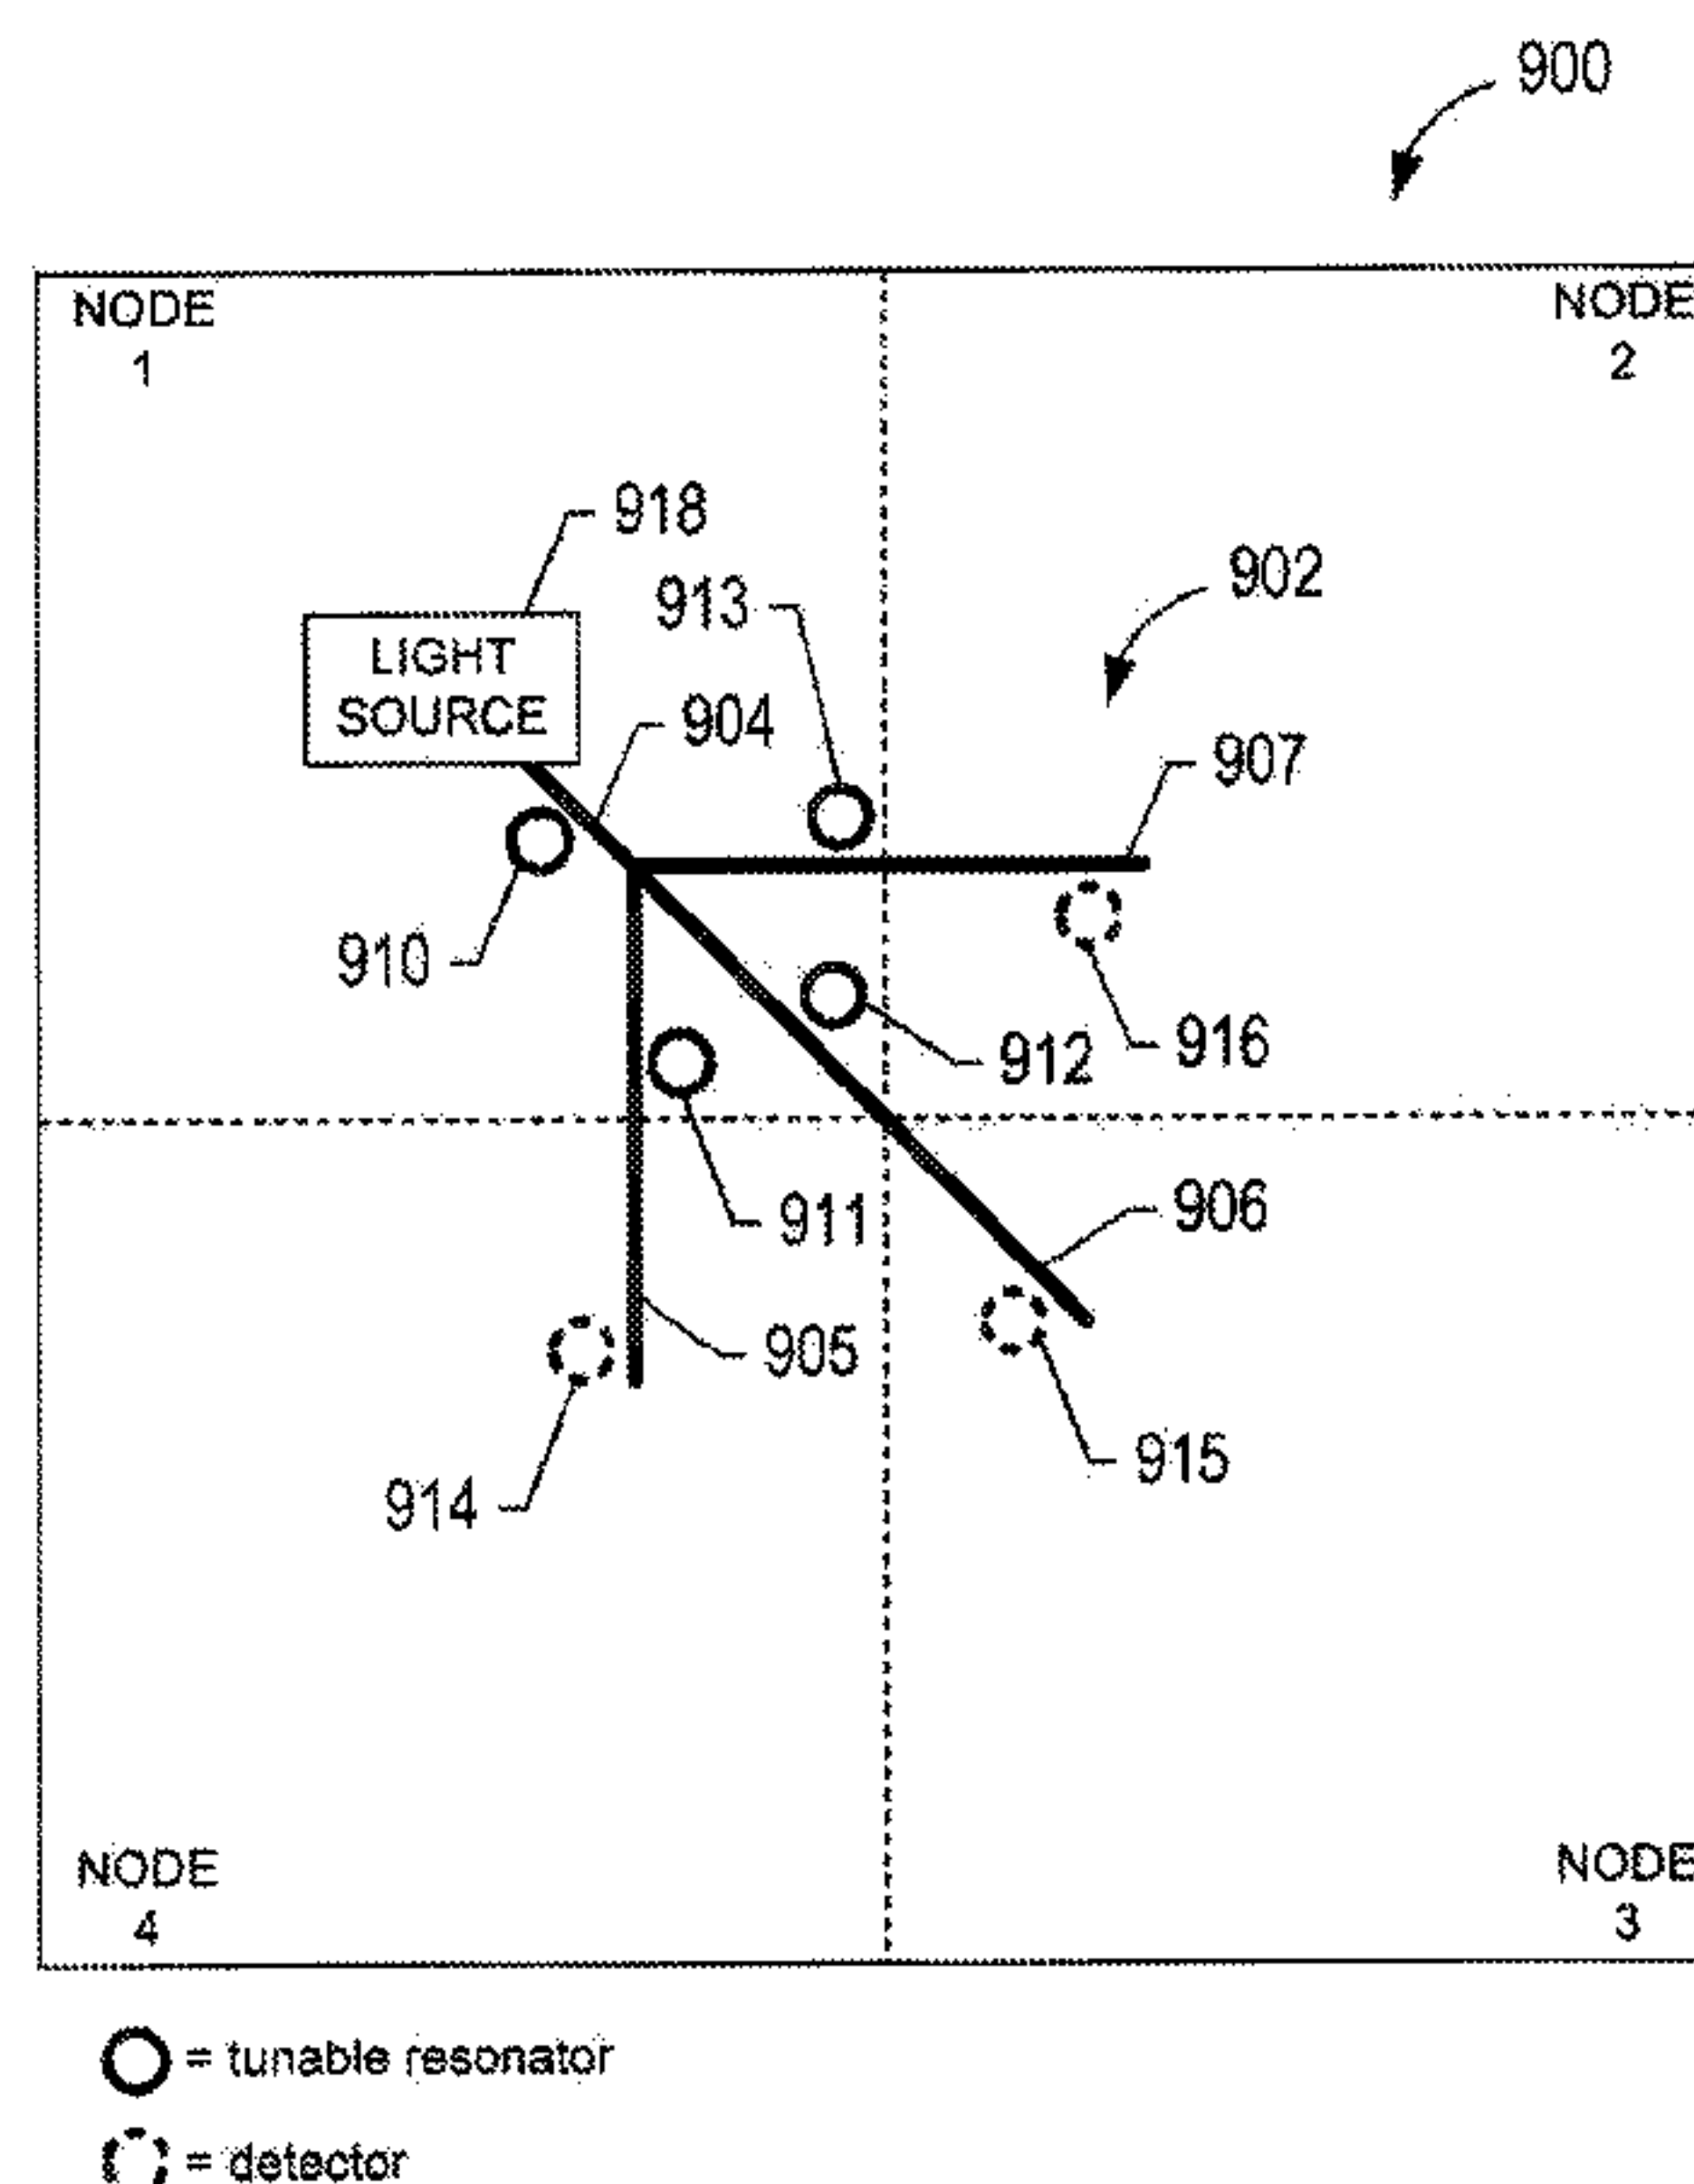 900
NODE
1
NODE
2
918
913
902
LIGHT
SOURCE
904
907
910
912
916
911
906
905
915
914
NODE
4
NODE
3
= tunable resonator
= detector